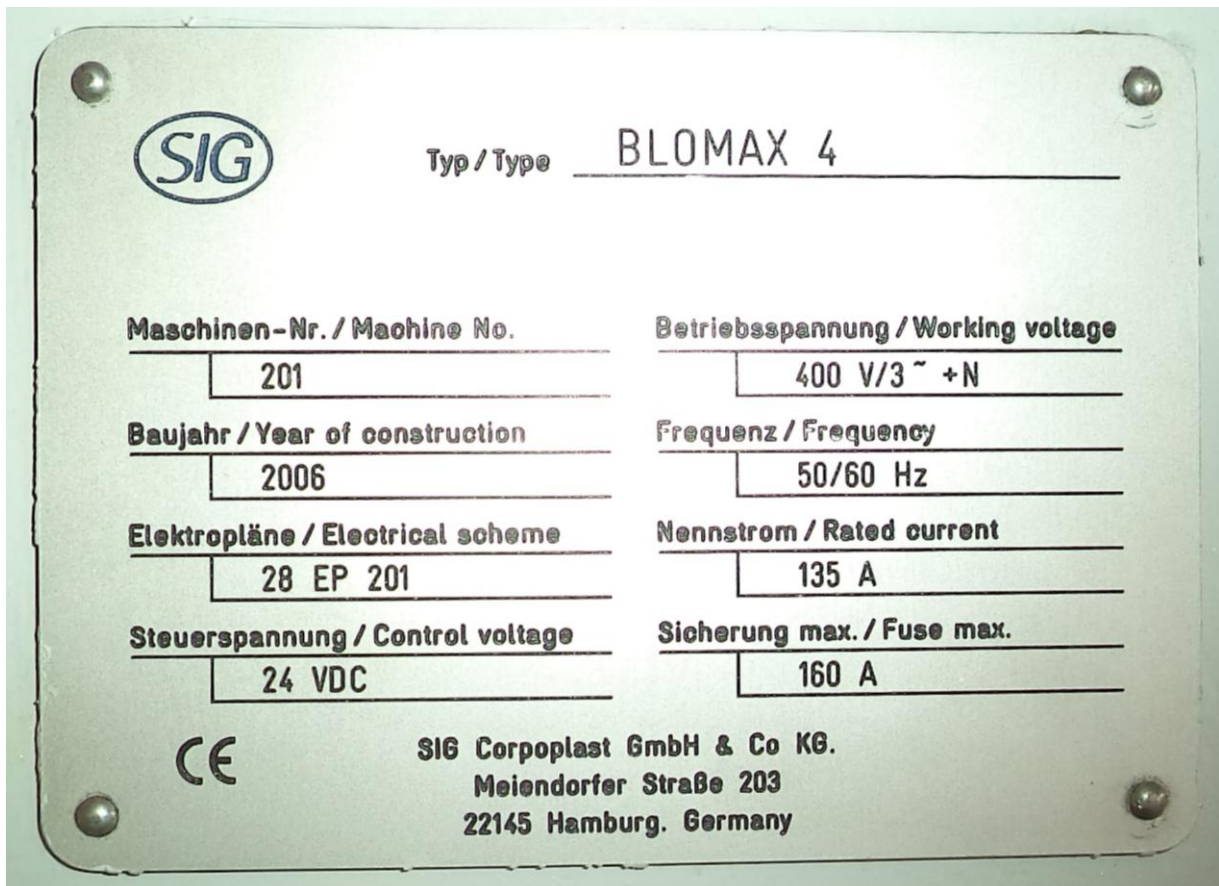 SIG
Typ/Type BLOMAX 4
Maschinen-Nr./Machine No.
201
Baujahr/Year of construction
2006
Elektropläne/Electrical scheme
28 EP 201
Steuerspannung/Control voltage
24 VDC
Betriebsspannung/Working voltage
400 V/3~ +N
Frequenz/Frequency
50/60 Hz
Nennstrom/Rated current
135 A
Sicherung max./Fuse max.
160 A
CE
SIG Corpoplast GmbH & Co KG.
Meiendorfer Straße 203
22145 Hamburg. Germany